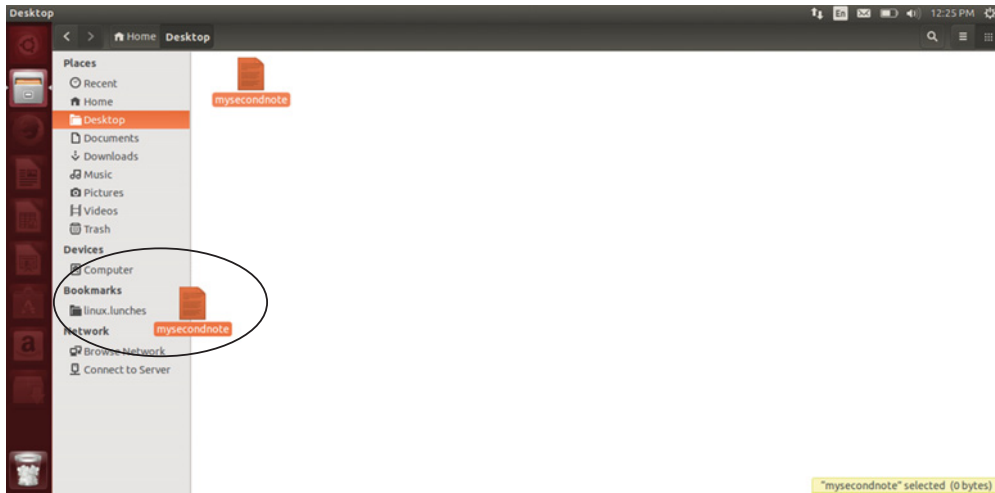 Desktop
En
12:25 PM
Home Desktop
Places
Recent
Home
Desktop
Documents
Downloads
Music
Pictures
Videos
Trash
Devices
Computer
Bookmarks
linux.lunches
Network
Browse Network
Connect to Server
mysecondnote
mysecondnote
"mysecondnote" selected (0 bytes)